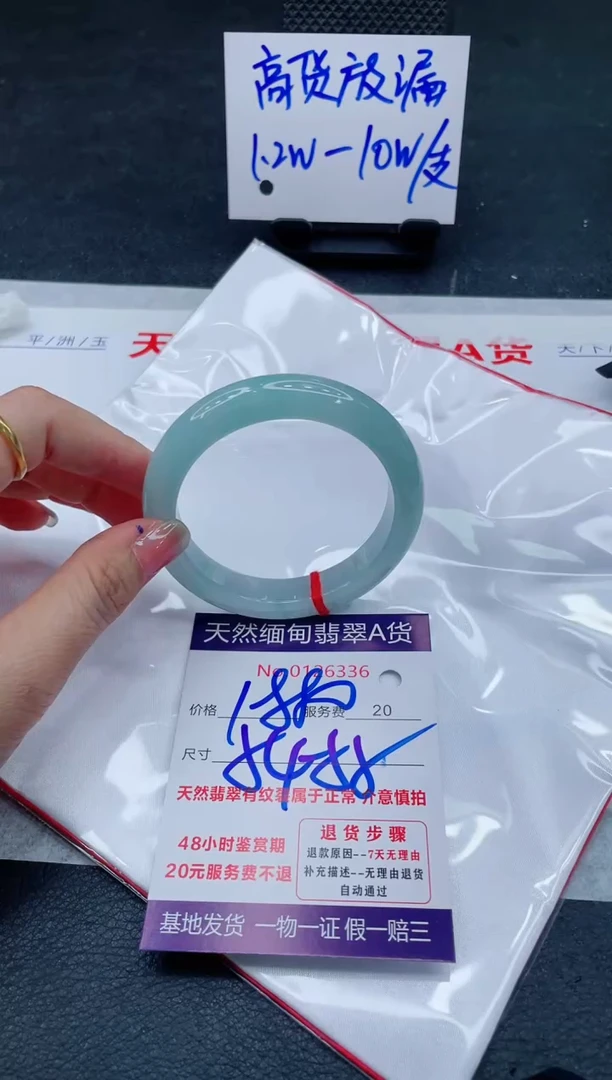 高货放漏
1.2W-10W/支
平/洲/玉
天
A货
天然缅甸翡翠A货
No 0126336
价格
服务费 20
尺寸 54-55
天然翡翠有纹裂属于正常 介意慎拍
48小时鉴赏期
20元服务费不退
退货步骤
退款原因--7天无理由
补充描述--无理由退货
自动通过
基地发货 一物一证 假一赔三